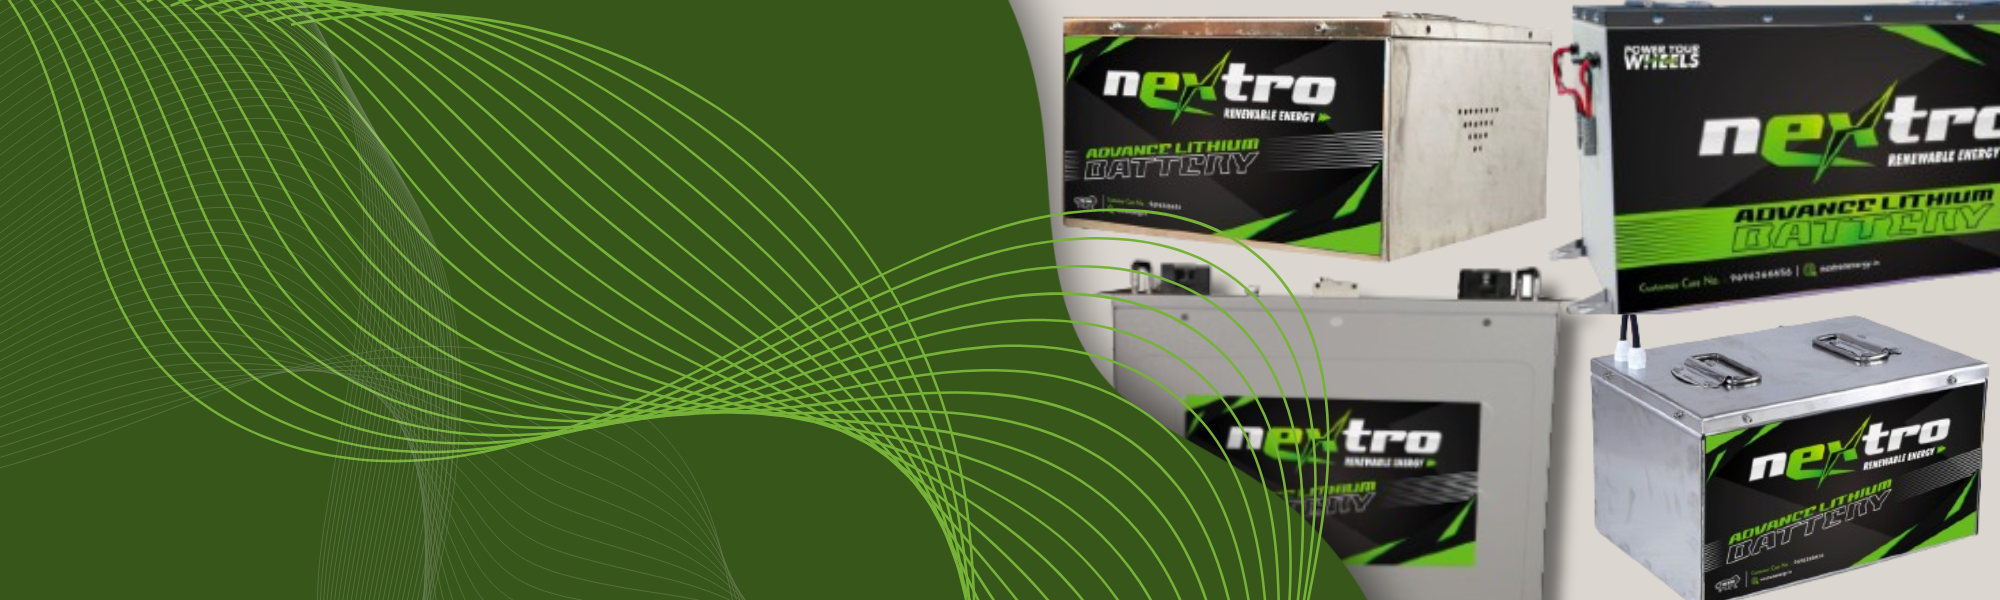 nextro
RENEWABLE ENERGY
ADVANCE LITHIUM
BATTERY
POWER YOUR
WHEELS
nextro
RENEWABLE ENERGY
ADVANCE LITHIUM
BATTERY
Customer Care No. 9696366656
nextro
RENEWABLE ENERGY
nextro
RENEWABLE ENERGY
ADVANCE LITHIUM
BATTERY